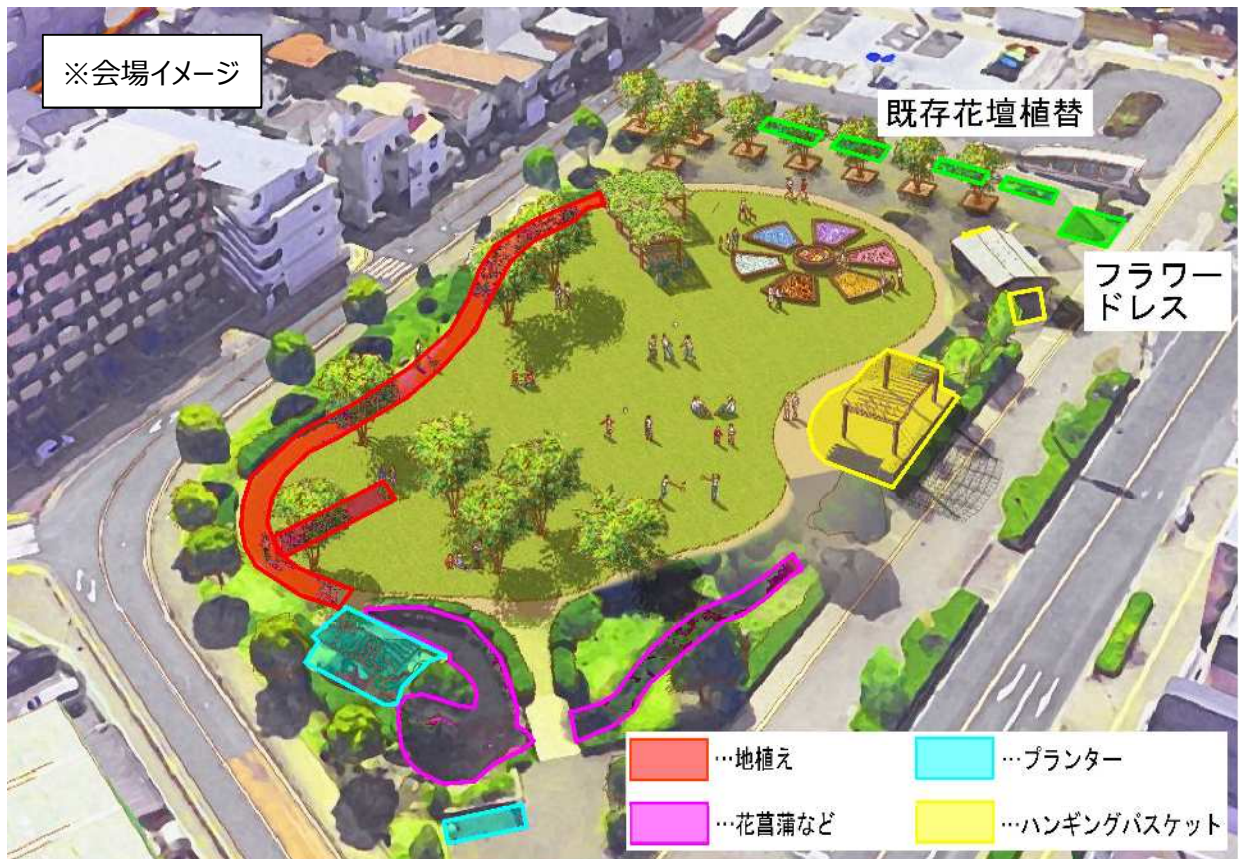 ※会場イメージ
既存花壇植替
フラワー
ドレス
…地植え
…プランター
…花菖蒲など
…ハンギングバスケット